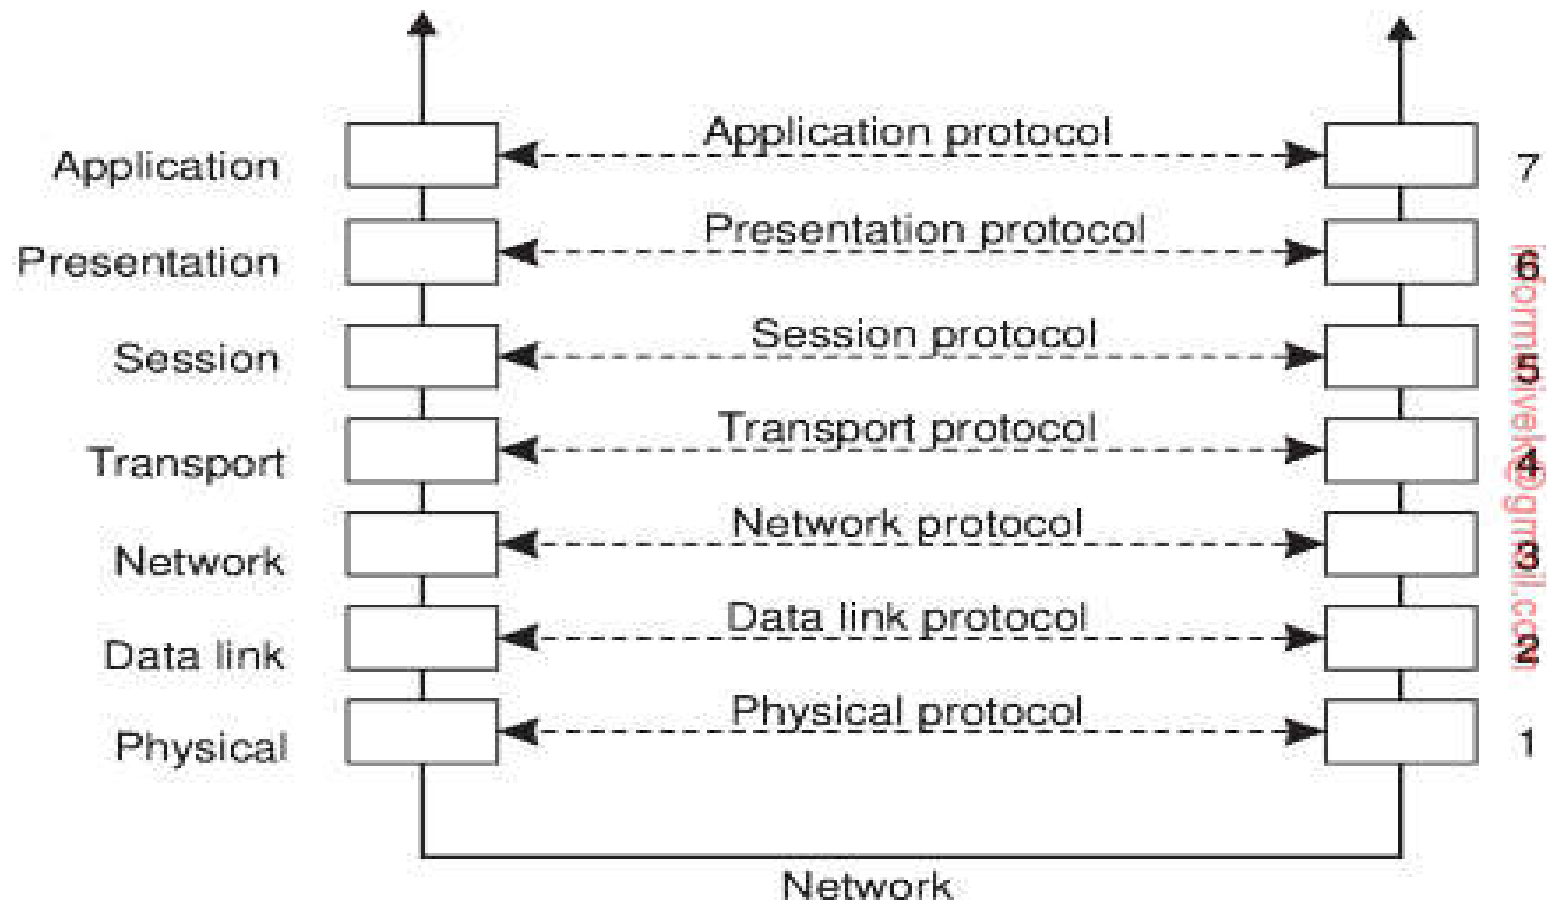 Application protocol
Application
7
Presentation protocol
Presentation
6
Session protocol
Session
5
Transport protocol
Transport
4
Network protocol
Network
3
Data link protocol
Data link
2
Physical protocol
Physical
1
Network